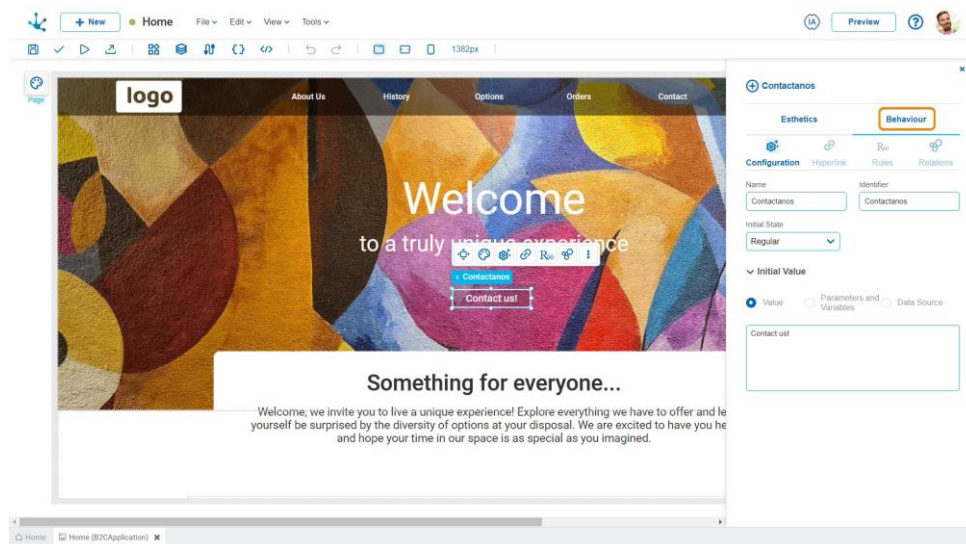 + New
Home
File
Edit
View
Tools
IA
Preview
?
1382px
Page
logo
About Us
History
Options
Orders
Contact
Welcome
to a truly unique experience
Contactanos
Contact us!
Something for everyone...
Welcome, we invite you to live a unique experience! Explore everything we have to offer and le
yourself be surprised by the diversity of options at your disposal. We are excited to have you he
and hope your time in our space is as special as you imagined.
Contactanos
Esthetics
Behaviour
Configuration
Hyperlink
Rules
Relations
Name
Identifier
Contactanos
Contactanos
Initial State
Regular
Initial Value
Value
Parameters and
Variables
Data Source
Contact us!
Home
Home (B2CApplication)